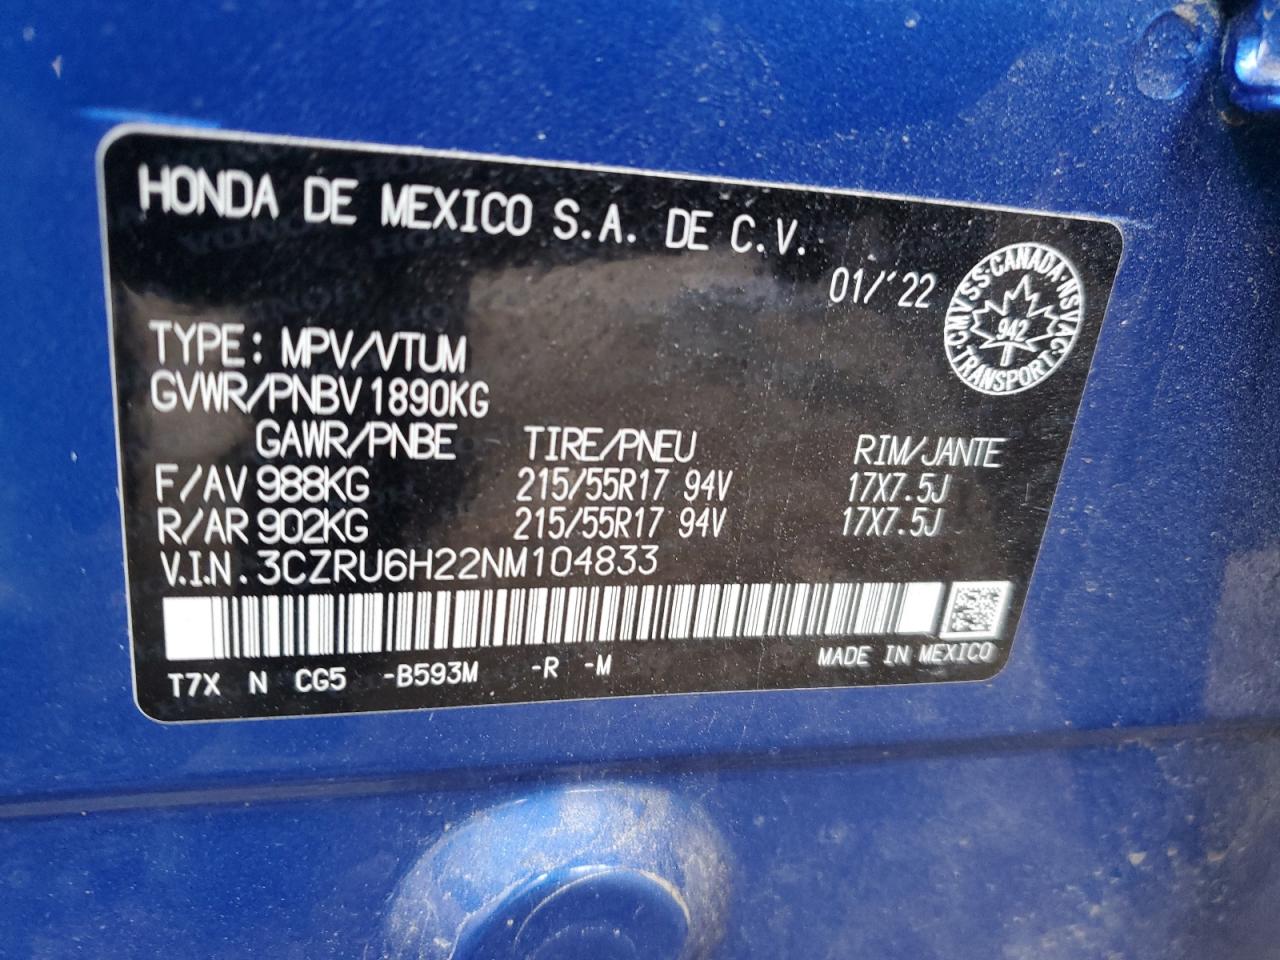 HONDA DE MEXICO S.A. DE C.V.
01/'22
CMVSS·CANADA·NSVAC·
942
TRANSPORT
TYPE: MPV/VTUM
GVWR/PNBV 1890KG
GAWR/PNBE TIRE/PNEU RIM/JANTE
F/AV 988KG 215/55R17 94V 17X7.5J
R/AR 902KG 215/55R17 94V 17X7.5J
V.I.N. 3CZRU6H22NM104833
T7X N CG5 -B593M -R -M MADE IN MEXICO